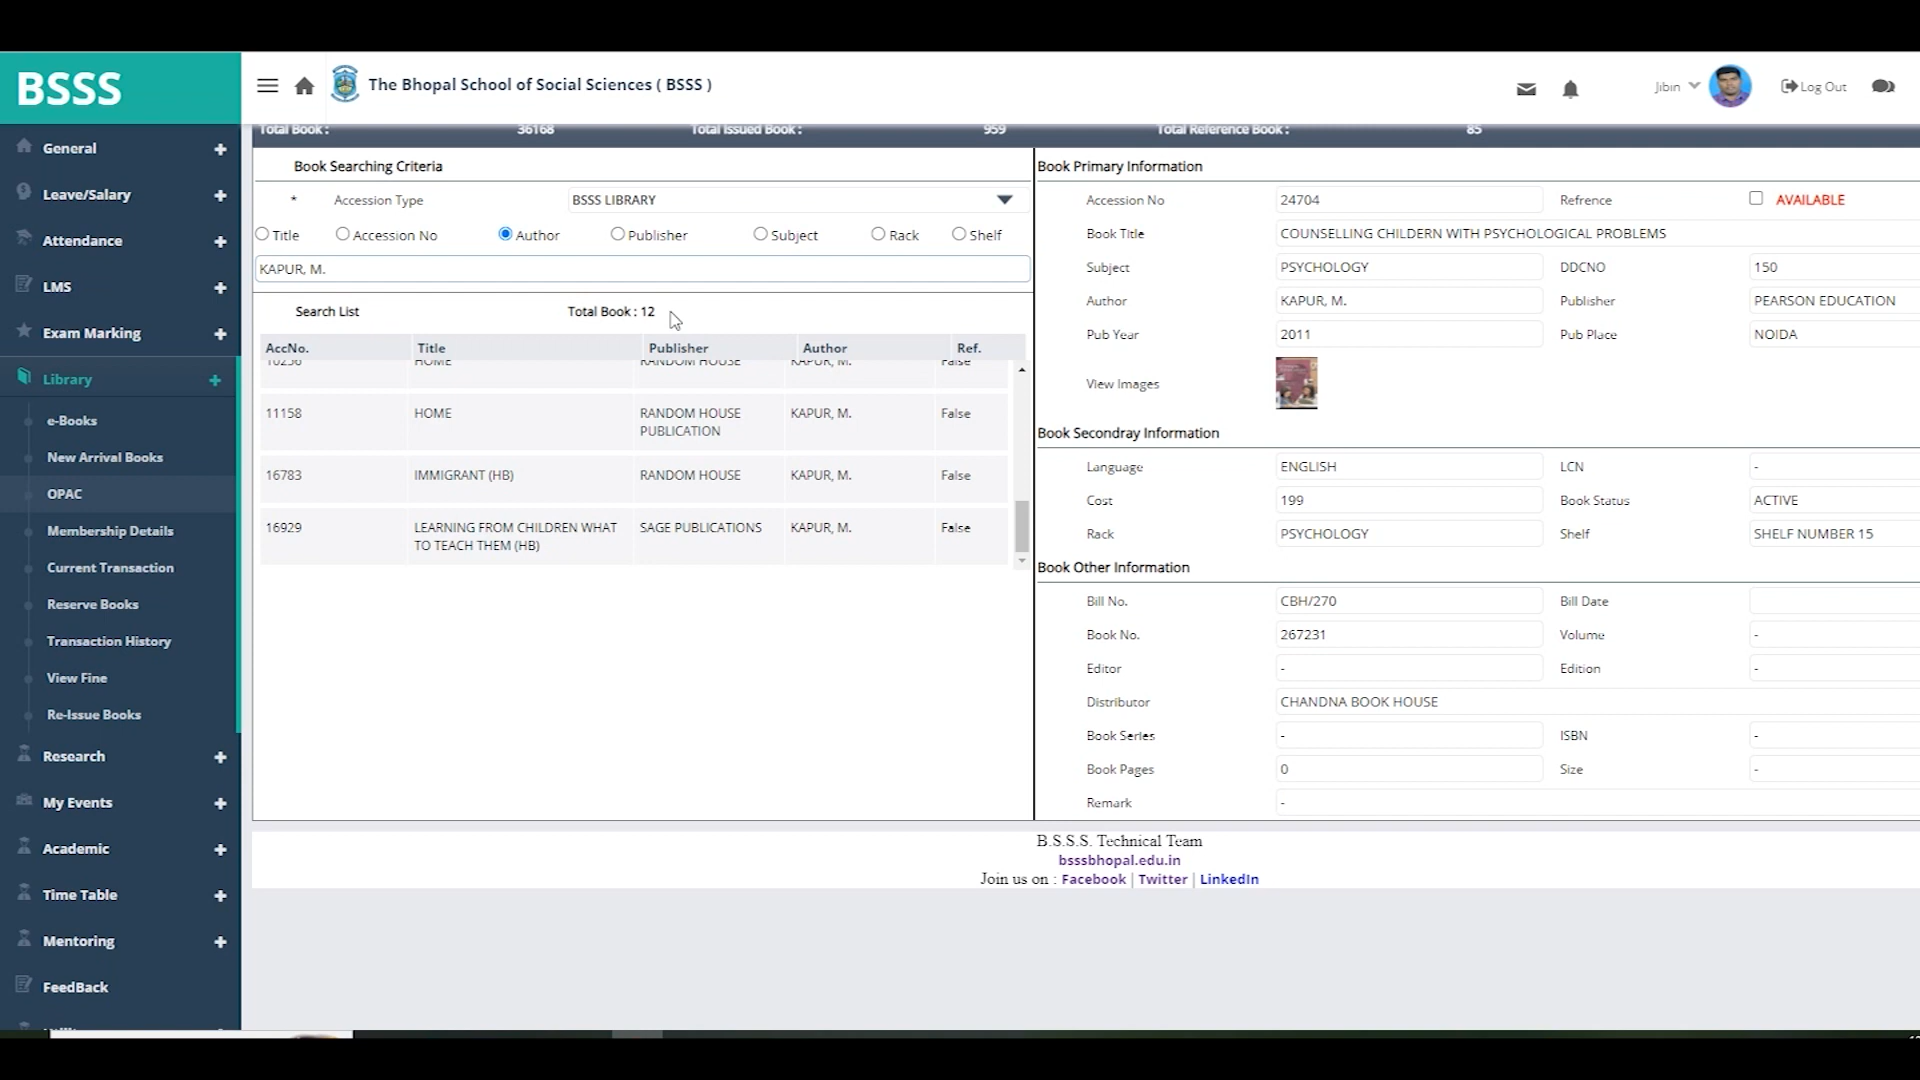 BSSS
The Bhopal School of Social Sciences ( BSSS )
Jibin
Log Out
General
Leave/Salary
Attendance
LMS
Exam Marking
Library
e-Books
New Arrival Books
OPAC
Membership Details
Current Transaction
Reserve Books
Transaction History
View Fine
Re-Issue Books
Research
My Events
Academic
Time Table
Mentoring
FeedBack
Total Book : 36168 Total Issued Book : 959 Total Reference Book : 85
Book Searching Criteria
* Accession Type BSSS LIBRARY
Title Accession No Author Publisher Subject Rack Shelf
KAPUR, M.
Search List Total Book : 12
AccNo. Title Publisher Author Ref.
10256 HOME RANDOM HOUSE KAPUR, M. False
11158 HOME RANDOM HOUSE PUBLICATION KAPUR, M. False
16783 IMMIGRANT (HB) RANDOM HOUSE KAPUR, M. False
16929 LEARNING FROM CHILDREN WHAT TO TEACH THEM (HB) SAGE PUBLICATIONS KAPUR, M. False
Book Primary Information
Accession No 24704 Refrence AVAILABLE
Book Title COUNSELLING CHILDERN WITH PSYCHOLOGICAL PROBLEMS
Subject PSYCHOLOGY DDCNO 150
Author KAPUR, M. Publisher PEARSON EDUCATION
Pub Year 2011 Pub Place NOIDA
View Images
Book Secondray Information
Language ENGLISH LCN -
Cost 199 Book Status ACTIVE
Rack PSYCHOLOGY Shelf SHELF NUMBER 15
Book Other Information
Bill No. CBH/270 Bill Date
Book No. 267231 Volume -
Editor - Edition -
Distributor CHANDNA BOOK HOUSE
Book Series - ISBN -
Book Pages 0 Size -
Remark -
B.S.S.S. Technical Team
bsssbhopal.edu.in
Join us on : Facebook | Twitter | LinkedIn